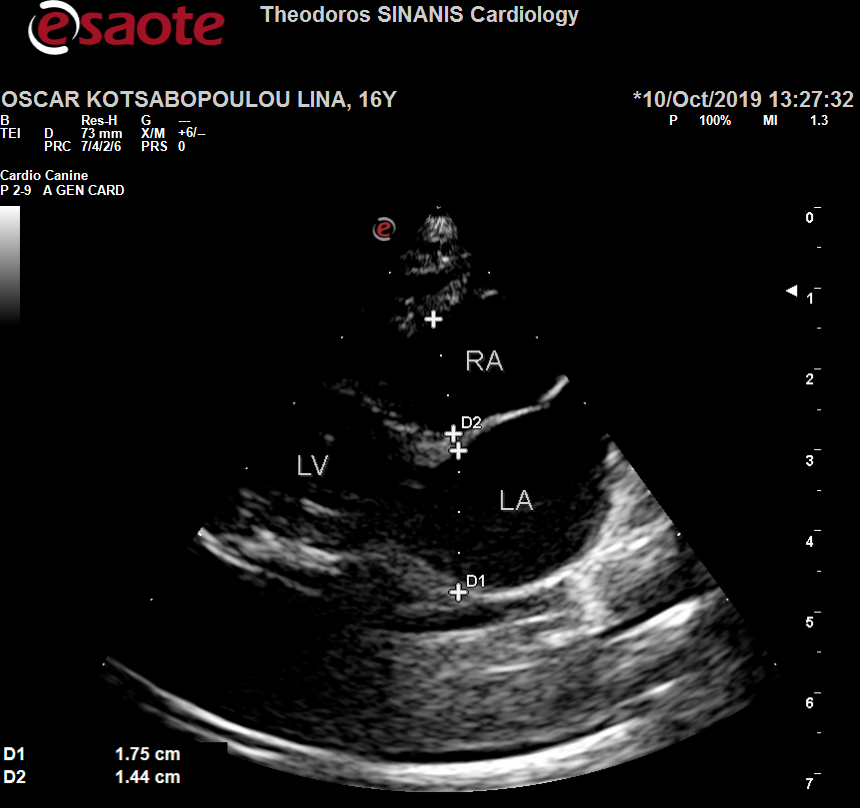 esaote
Theodoros SINANIS Cardiology
OSCAR KOTSABOPOULOU LINA, 16Y
*10/Oct/2019 13:27:32
B Res-H G ---
P 100% MI 1.3
TEI D 73 mm X/M +6/--
PRC 7/4/2/6 PRS 0
Cardio Canine
P 2-9 A GEN CARD
e
0
1
RA
2
D2
3
LV
LA
4
D1
5
6
D1 1.75 cm
D2 1.44 cm
7